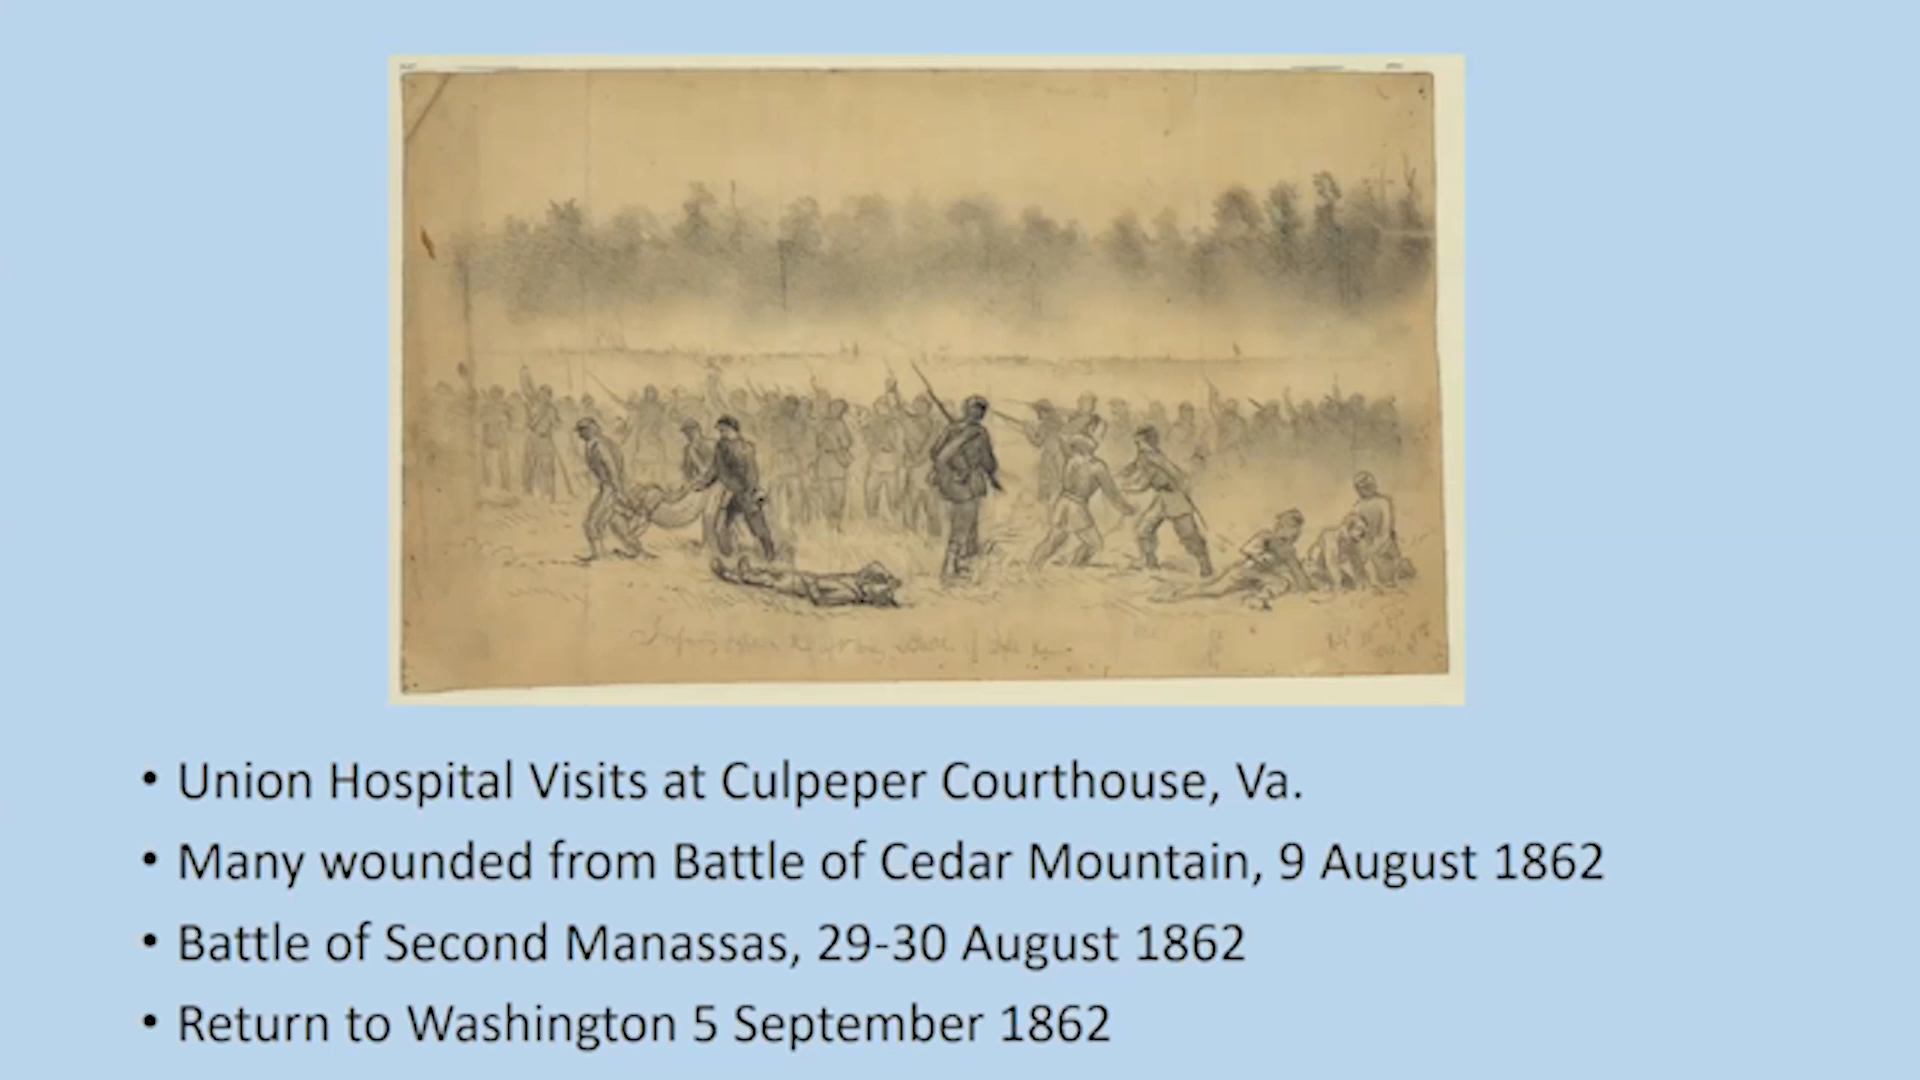 • Union Hospital Visits at Culpeper Courthouse, Va.
• Many wounded from Battle of Cedar Mountain, 9 August 1862
• Battle of Second Manassas, 29-30 August 1862
• Return to Washington 5 September 1862